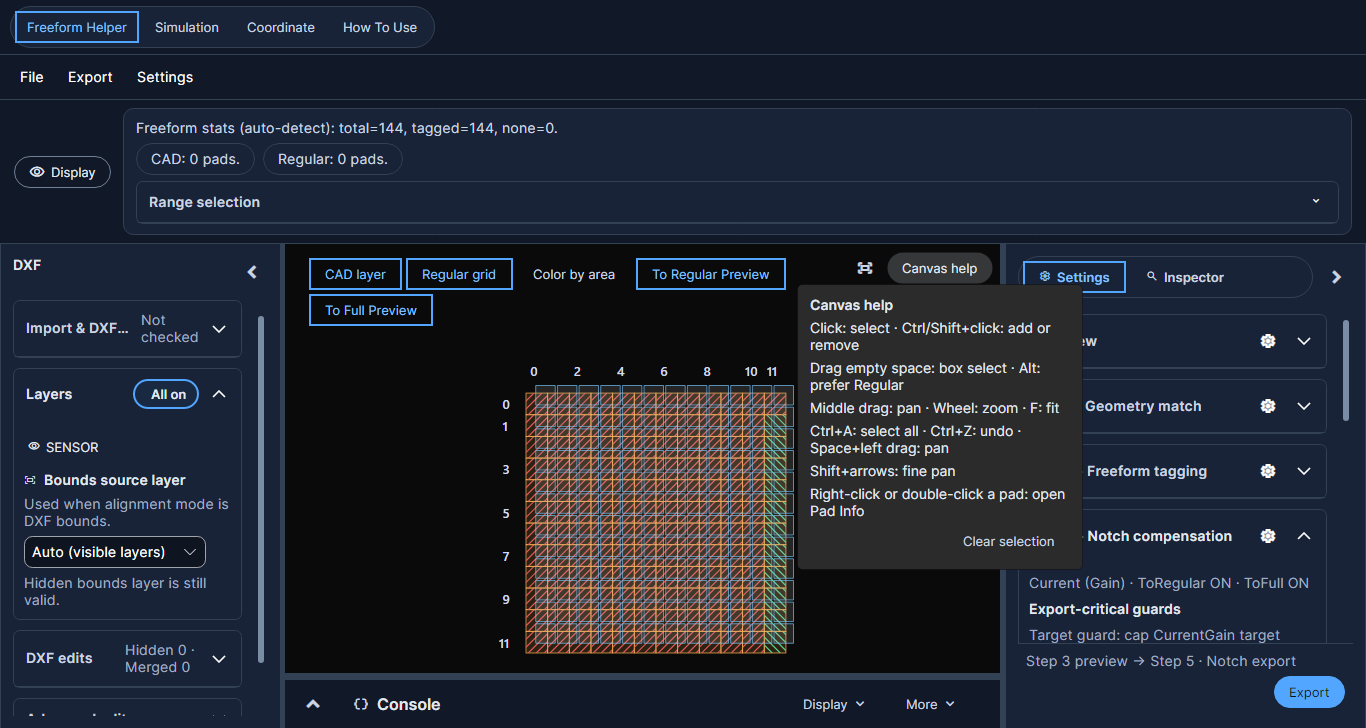 Freeform Helper Simulation Coordinate How To Use
File Export Settings
Display
Freeform stats (auto-detect): total=144, tagged=144, none=0.
CAD: 0 pads. Regular: 0 pads.
Range selection
DXF
Import & DXF... Not checked
Layers All on
SENSOR
Bounds source layer
Used when alignment mode is
DXF bounds.
Auto (visible layers)
Hidden bounds layer is still
valid.
DXF edits Hidden 0 ·
Merged 0
CAD layer Regular grid Color by area To Regular Preview
To Full Preview
Canvas help
0 2 4 6 8 10 11
0
1
3
5
7
9
11
Canvas help
Click: select · Ctrl/Shift+click: add or
remove
Drag empty space: box select · Alt:
prefer Regular
Middle drag: pan · Wheel: zoom · F: fit
Ctrl+A: select all · Ctrl+Z: undo ·
Space+left drag: pan
Shift+arrows: fine pan
Right-click or double-click a pad: open
Pad Info
Clear selection
Console Display More
Settings Inspector
Geometry match
Freeform tagging
Notch compensation
Current (Gain) · ToRegular ON · ToFull ON
Export-critical guards
Target guard: cap CurrentGain target
Step 3 preview → Step 5 · Notch export
Export